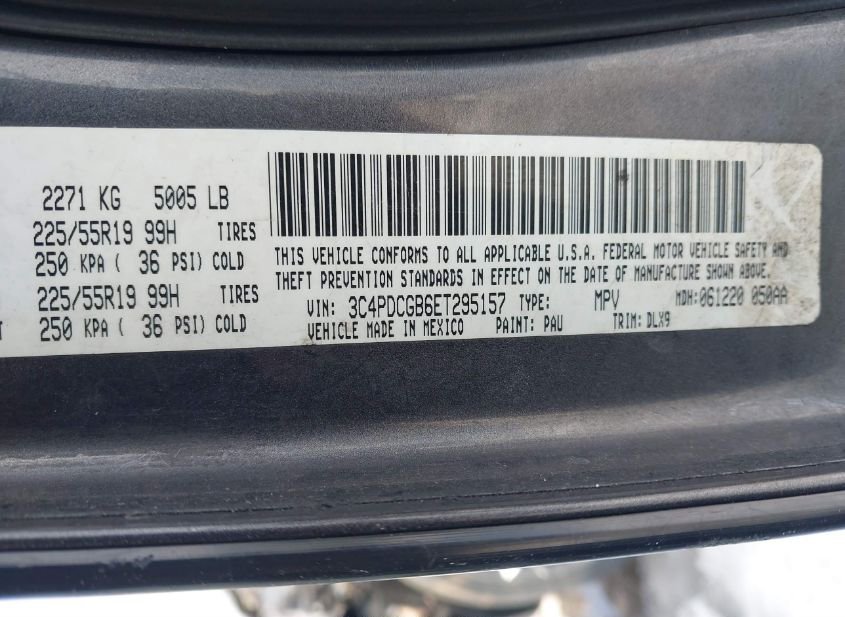 2271 KG 5005 LB
225/55R19 99H TIRES
250 KPA ( 36 PSI) COLD
225/55R19 99H TIRES
250 KPA ( 36 PSI) COLD
THIS VEHICLE CONFORMS TO ALL APPLICABLE U.S.A. FEDERAL MOTOR VEHICLE SAFETY AND
THEFT PREVENTION STANDARDS IN EFFECT ON THE DATE OF MANUFACTURE SHOWN ABOVE.
VIN: 3C4PDCGB6ET295157 TYPE: MPV MDH: 061220 050AA
VEHICLE MADE IN MEXICO PAINT: PAU TRIM: DLX9